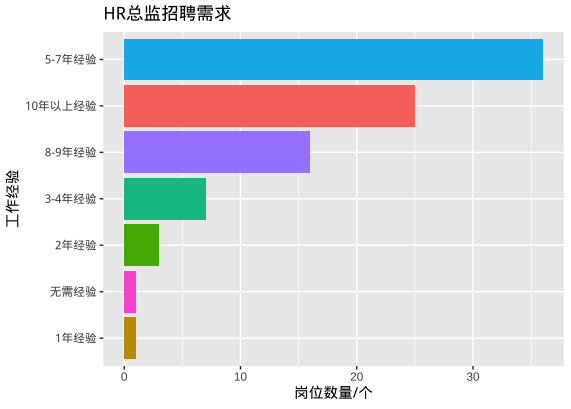 HR总监招聘需求
工作经验
5-7年经验
10年以上经验
8-9年经验
3-4年经验
2年经验
无需经验
1年经验
0 10 20 30
岗位数量/个